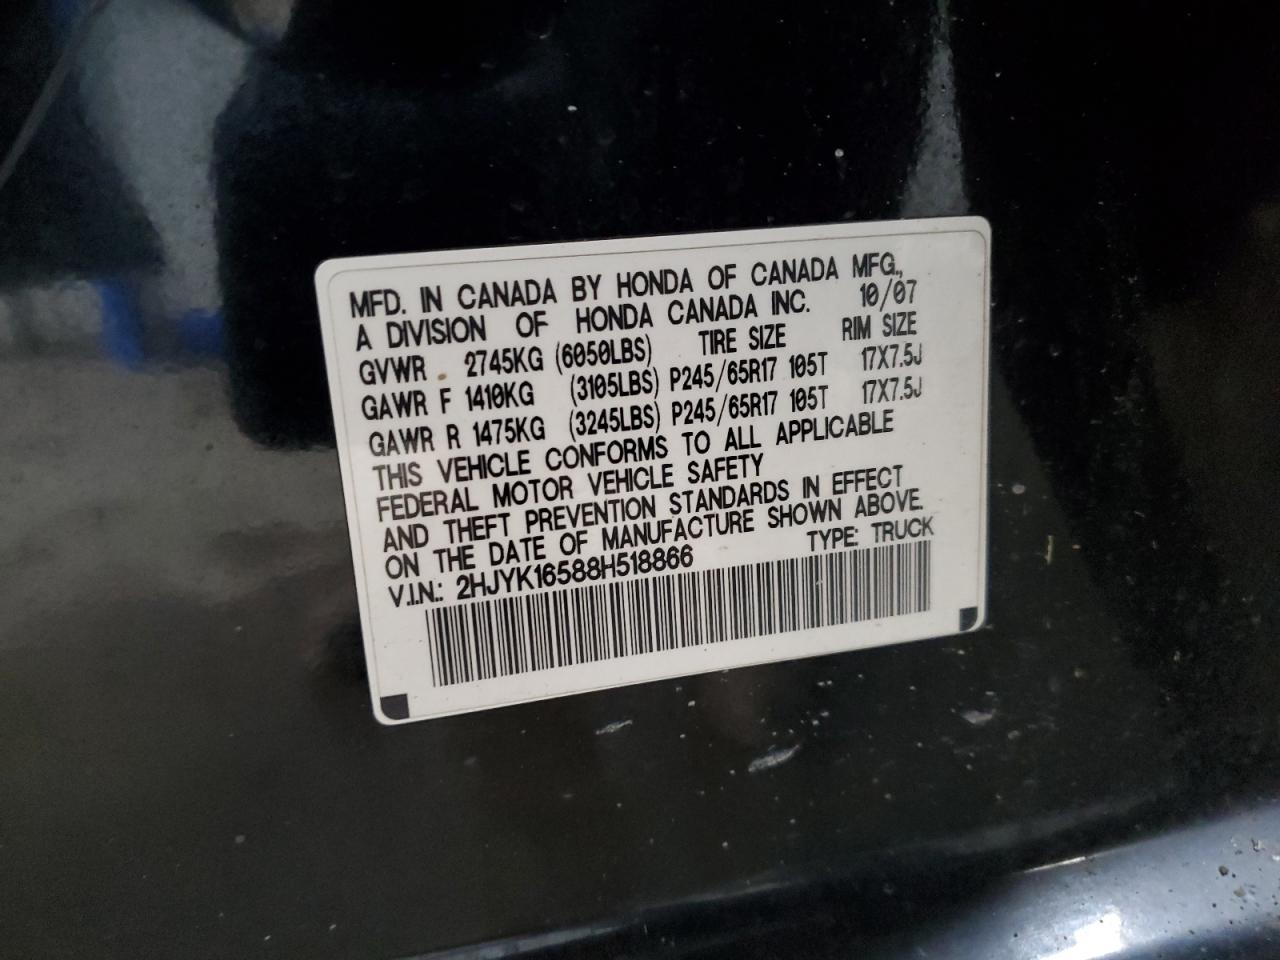 MFD. IN CANADA BY HONDA OF CANADA MFG.,
A DIVISION OF HONDA CANADA INC. 10/07
GVWR 2745KG (6050LBS) TIRE SIZE RIM SIZE
GAWR F 1410KG (3105LBS) P245/65R17 105T 17X7.5J
GAWR R 1475KG (3245LBS) P245/65R17 105T 17X7.5J
THIS VEHICLE CONFORMS TO ALL APPLICABLE
FEDERAL MOTOR VEHICLE SAFETY
AND THEFT PREVENTION STANDARDS IN EFFECT
ON THE DATE OF MANUFACTURE SHOWN ABOVE.
V.I.N.: 2HJYK16588H518866 TYPE: TRUCK